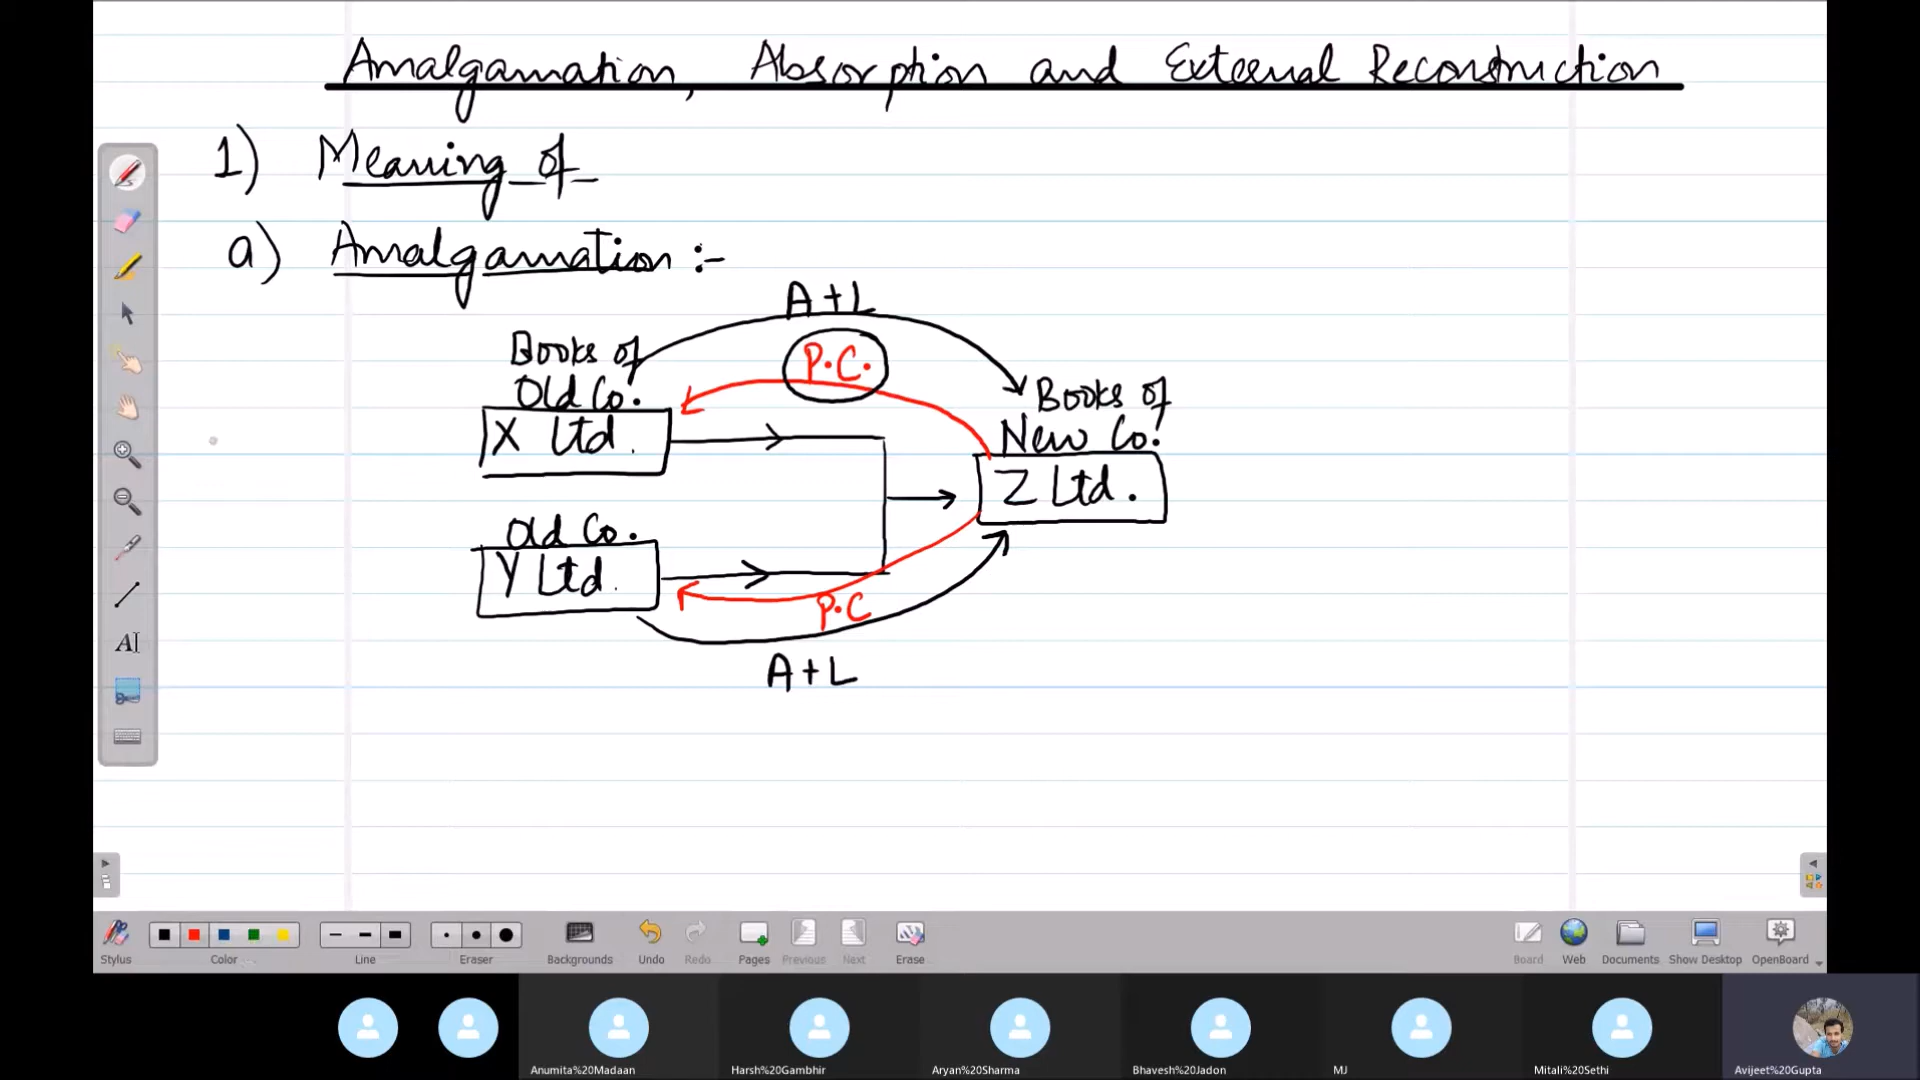 Amalgamation, Absorption and External Reconstruction
1) Meaning of
a) Amalgamation :-
A+L
Books of
Old Co.
P.C.
Books of
New Co.
X Ltd.
Z Ltd.
Old Co.
Y Ltd.
P.C
A+L
AI
Stylus
Color
Line
Eraser
Backgrounds
Undo
Redo
Pages
Previous
Next
Erase
Board
Web
Documents
Show Desktop
OpenBoard
Anumita%20Madaan
Harsh%20Gambhir
Aryan%20Sharma
Bhavesh%20Jadon
MJ
Mitali%20Sethi
Avijeet%20Gupta